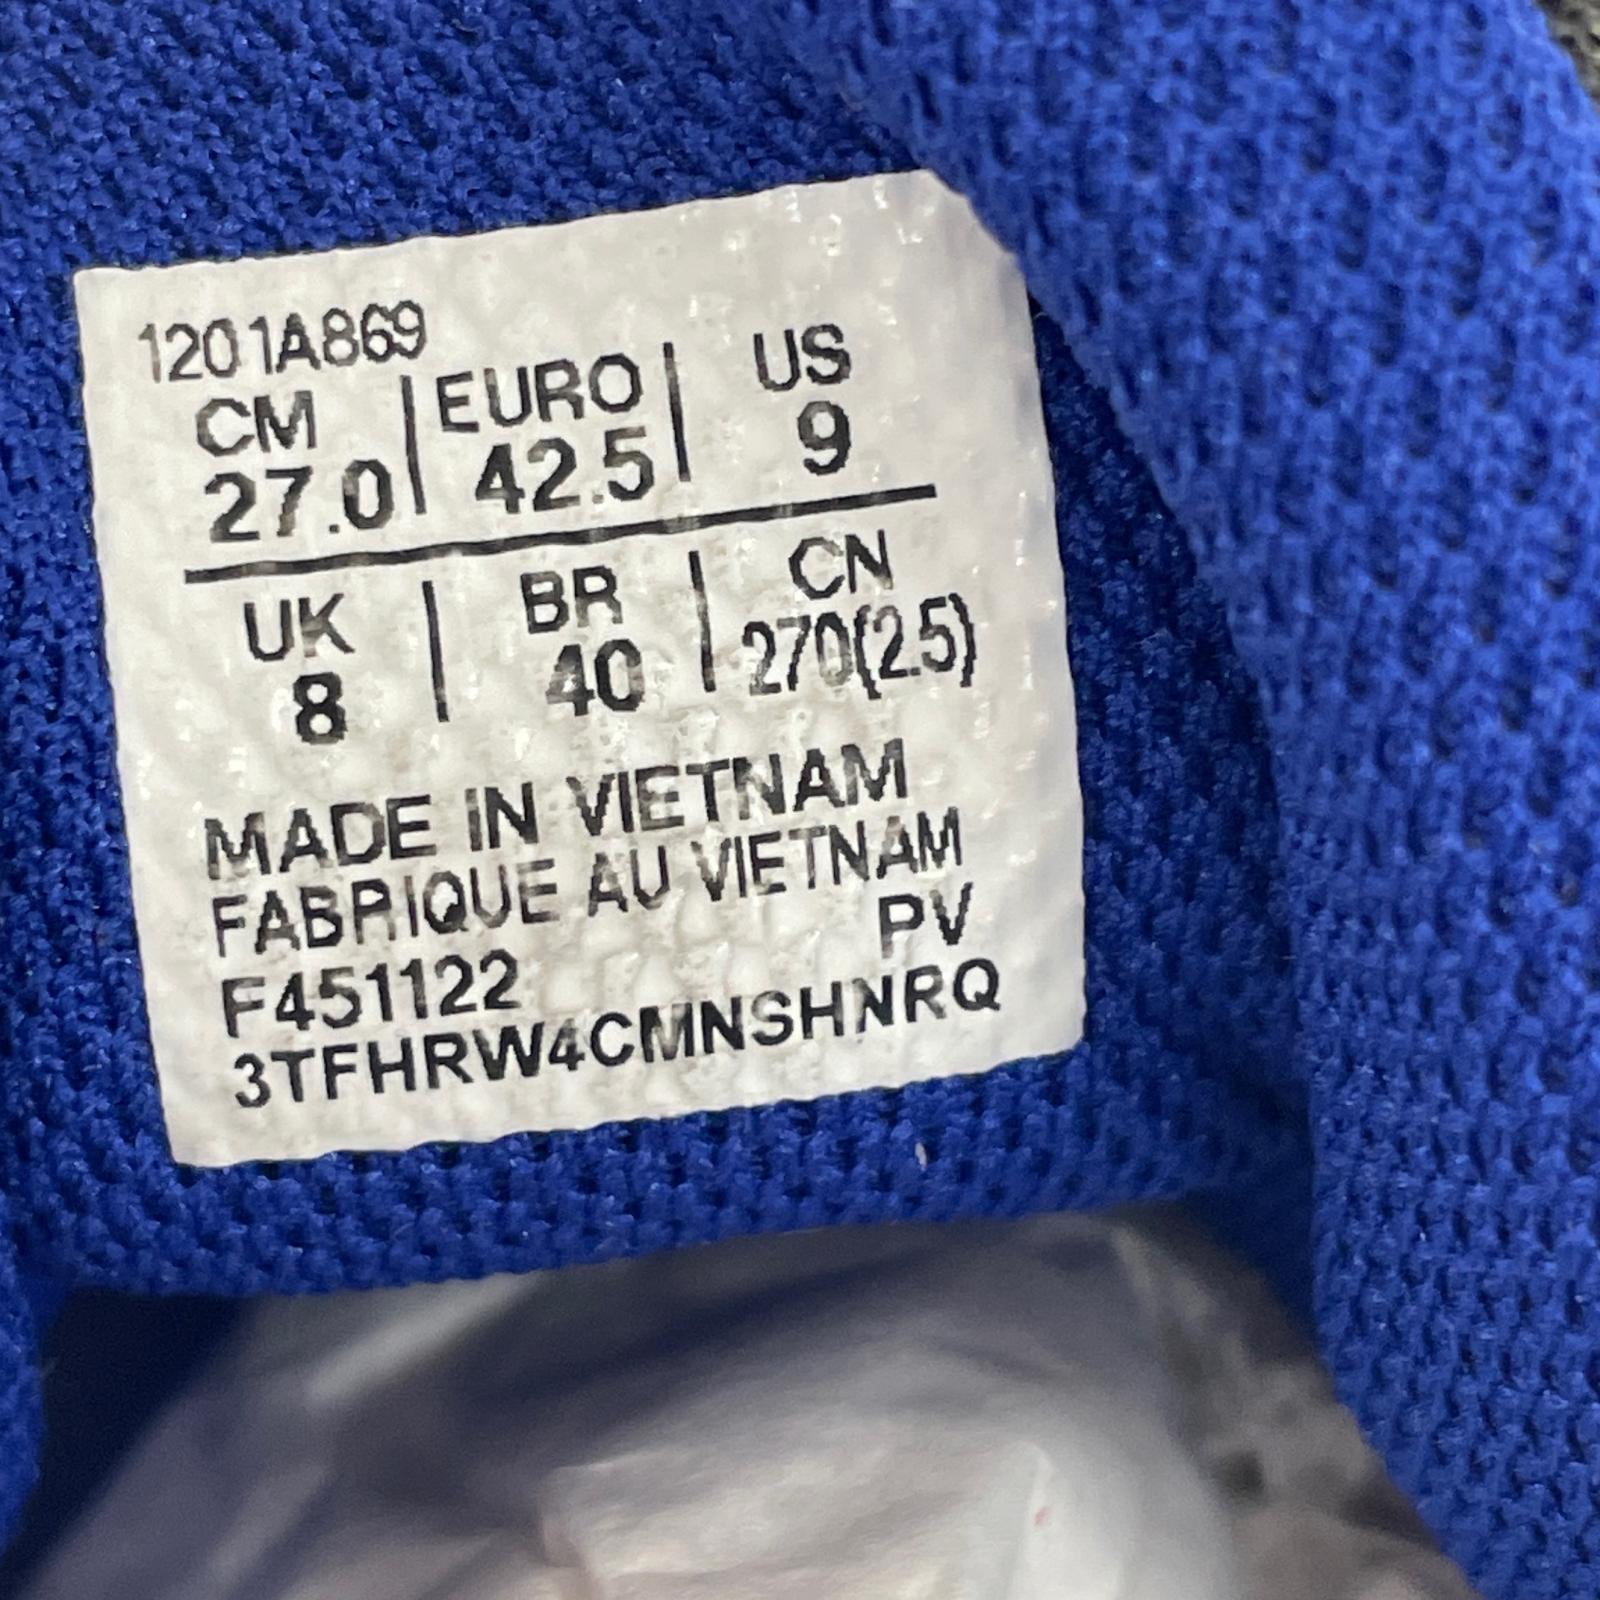 1201A869
CM | EURO | US
27.0 | 42.5 | 9
UK | BR | CN
8 | 40 | 270(2.5)
MADE IN VIETNAM
FABRIQUE AU VIETNAM
PV
F451122
3TFHRW4CMNSHNRQ